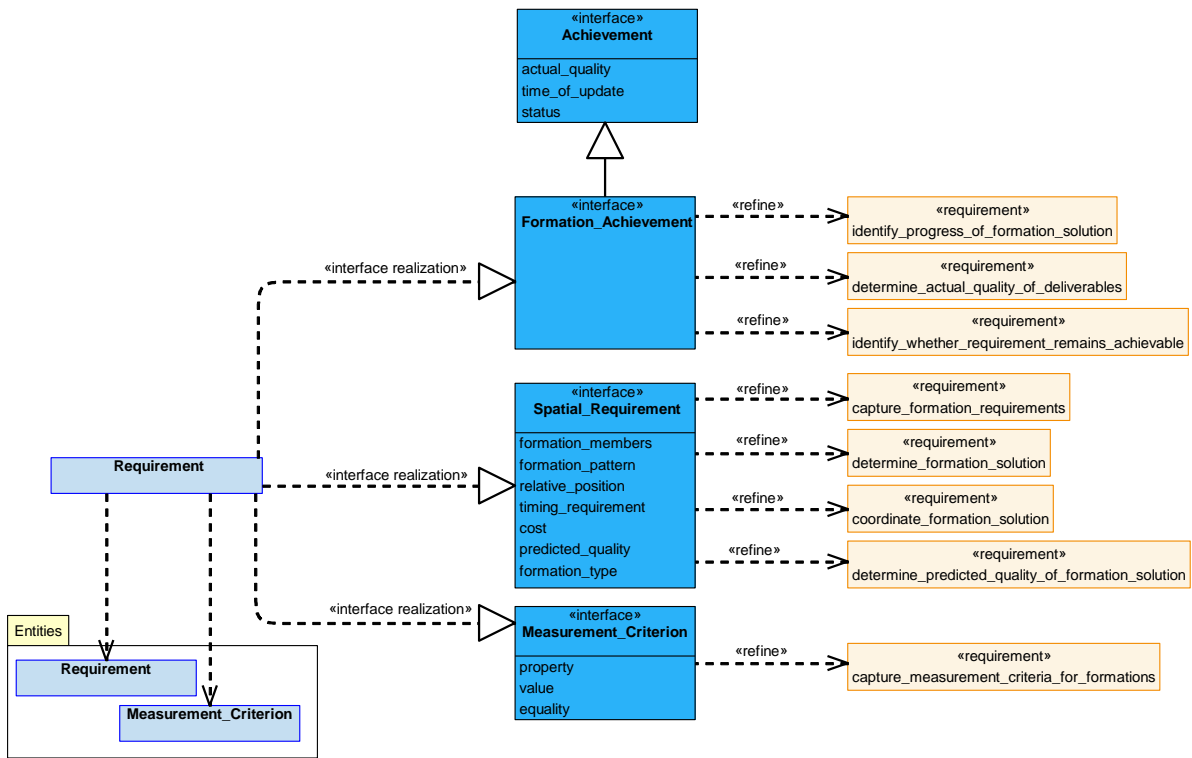 «interface»
Achievement
actual_quality
time_of_update
status
«interface»
Formation_Achievement
«refine»
«requirement»
identify_progress_of_formation_solution
«interface realization»
«refine»
«requirement»
determine_actual_quality_of_deliverables
«refine»
«requirement»
identify_whether_requirement_remains_achievable
«interface»
Spatial_Requirement
formation_members
formation_pattern
relative_position
timing_requirement
cost
predicted_quality
formation_type
«refine»
«requirement»
capture_formation_requirements
«refine»
«requirement»
determine_formation_solution
Requirement
«interface realization»
«refine»
«requirement»
coordinate_formation_solution
«refine»
«requirement»
determine_predicted_quality_of_formation_solution
«interface realization»
«interface»
Measurement_Criterion
property
value
equality
«refine»
«requirement»
capture_measurement_criteria_for_formations
Entities
Requirement
Measurement_Criterion